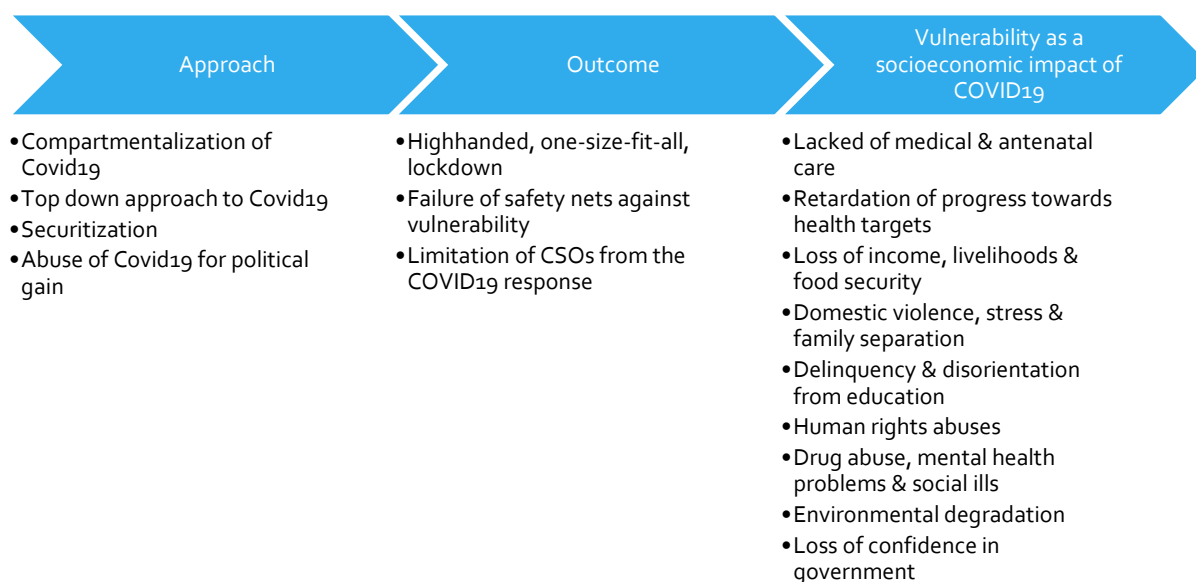 Approach
•Compartmentalization of
Covid19
•Top down approach to Covid19
•Securitization
•Abuse of Covid19 for political
gain
Outcome
•Highhanded, one-size-fit-all,
lockdown
•Failure of safety nets against
vulnerability
•Limitation of CSOs from the
COVID19 response
Vulnerability as a
socioeconomic impact of
COVID19
•Lacked of medical & antenatal
care
•Retardation of progress towards
health targets
•Loss of income, livelihoods &
food security
•Domestic violence, stress &
family separation
•Delinquency & disorientation
from education
•Human rights abuses
•Drug abuse, mental health
problems & social ills
•Environmental degradation
•Loss of confidence in
government